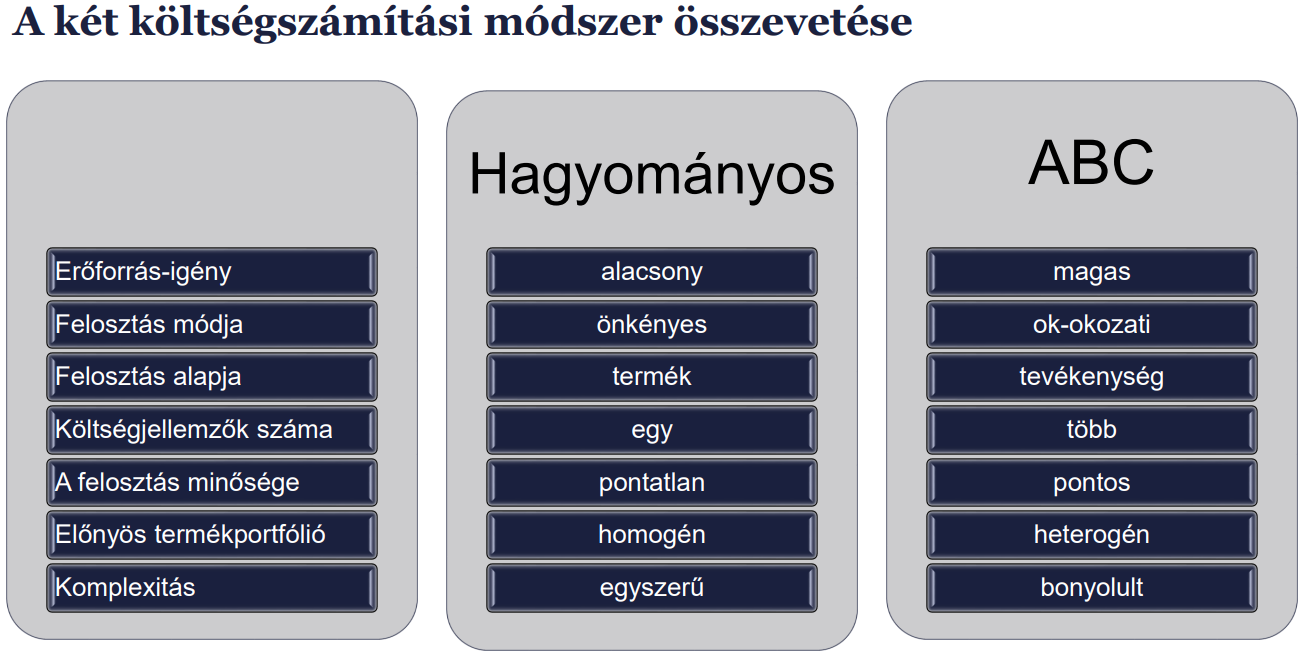 A két költségszámítási módszer összevetése
Erőforrás-igény
Felosztás módja
Felosztás alapja
Költségjellemzők száma
A felosztás minősége
Előnyös termékportfólió
Komplexitás
Hagyományos
alacsony
önkényes
termék
egy
pontatlan
homogén
egyszerű
ABC
magas
ok-okozati
tevékenység
több
pontos
heterogén
bonyolult